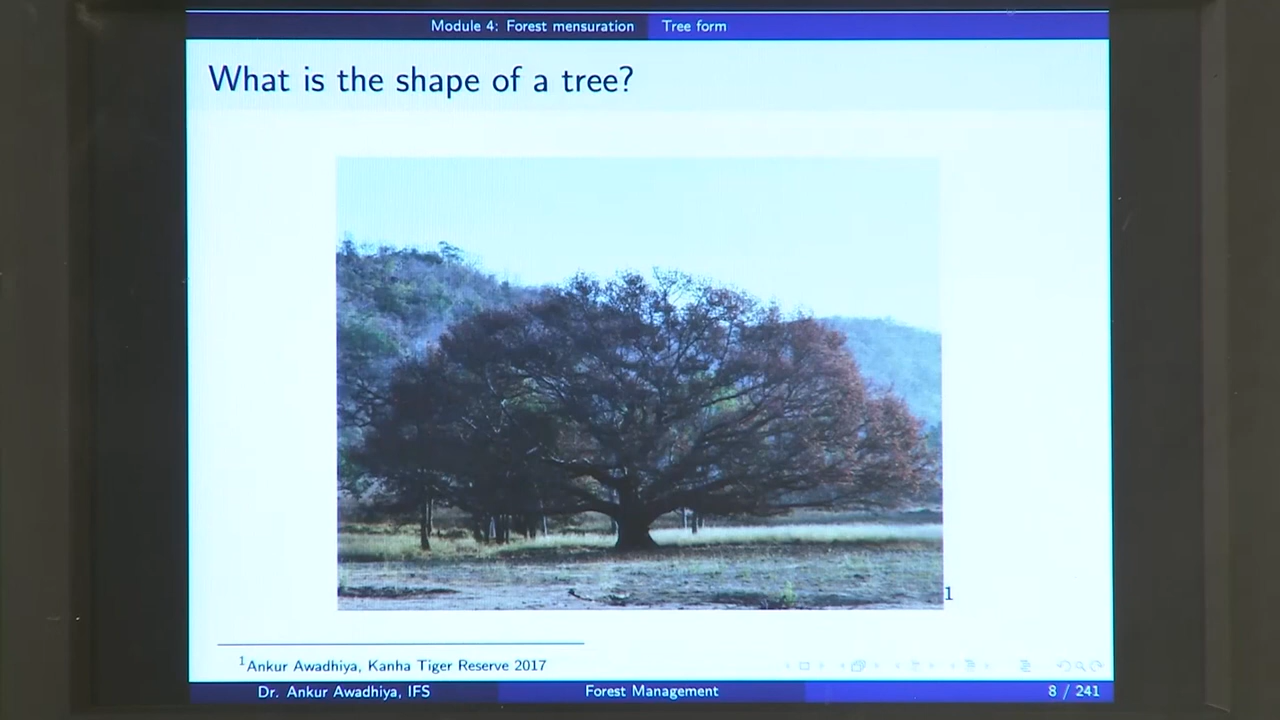 Module 4: Forest mensuration Tree form
What is the shape of a tree?
1
1Ankur Awadhiya, Kanha Tiger Reserve 2017
Dr. Ankur Awadhiya, IFS Forest Management 8 / 241